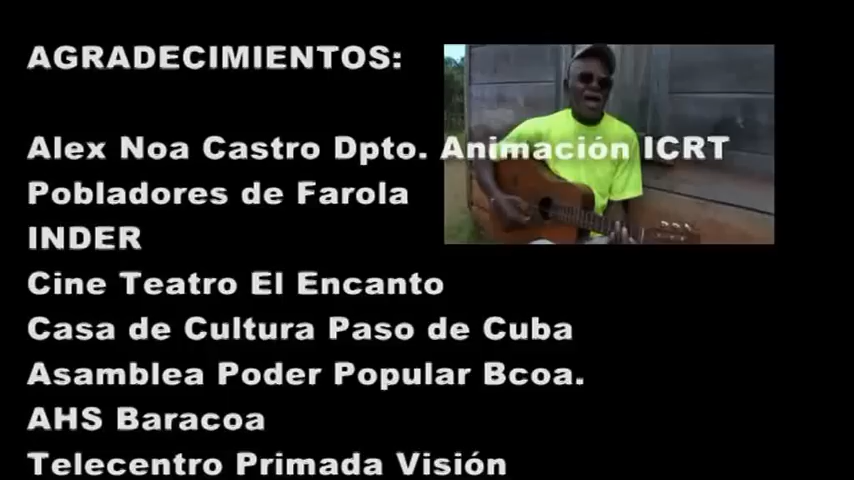 AGRADECIMIENTOS:
Alex Noa Castro Dpto. Animación ICRT
Pobladores de Farola
INDER
Cine Teatro El Encanto
Casa de Cultura Paso de Cuba
Asamblea Poder Popular Bcoa.
AHS Baracoa
Telecentro Primada Visión